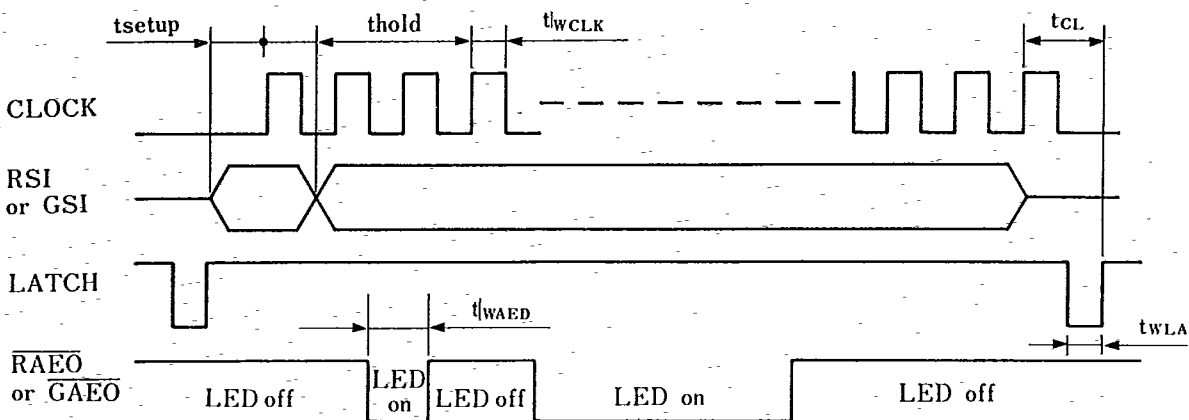 tsetup thold tWCLK tCL
CLOCK
RSI
or GSI
LATCH
tWAED
tWLA
RAEO
or GAEO
LED off LED on LED off LED on LED off